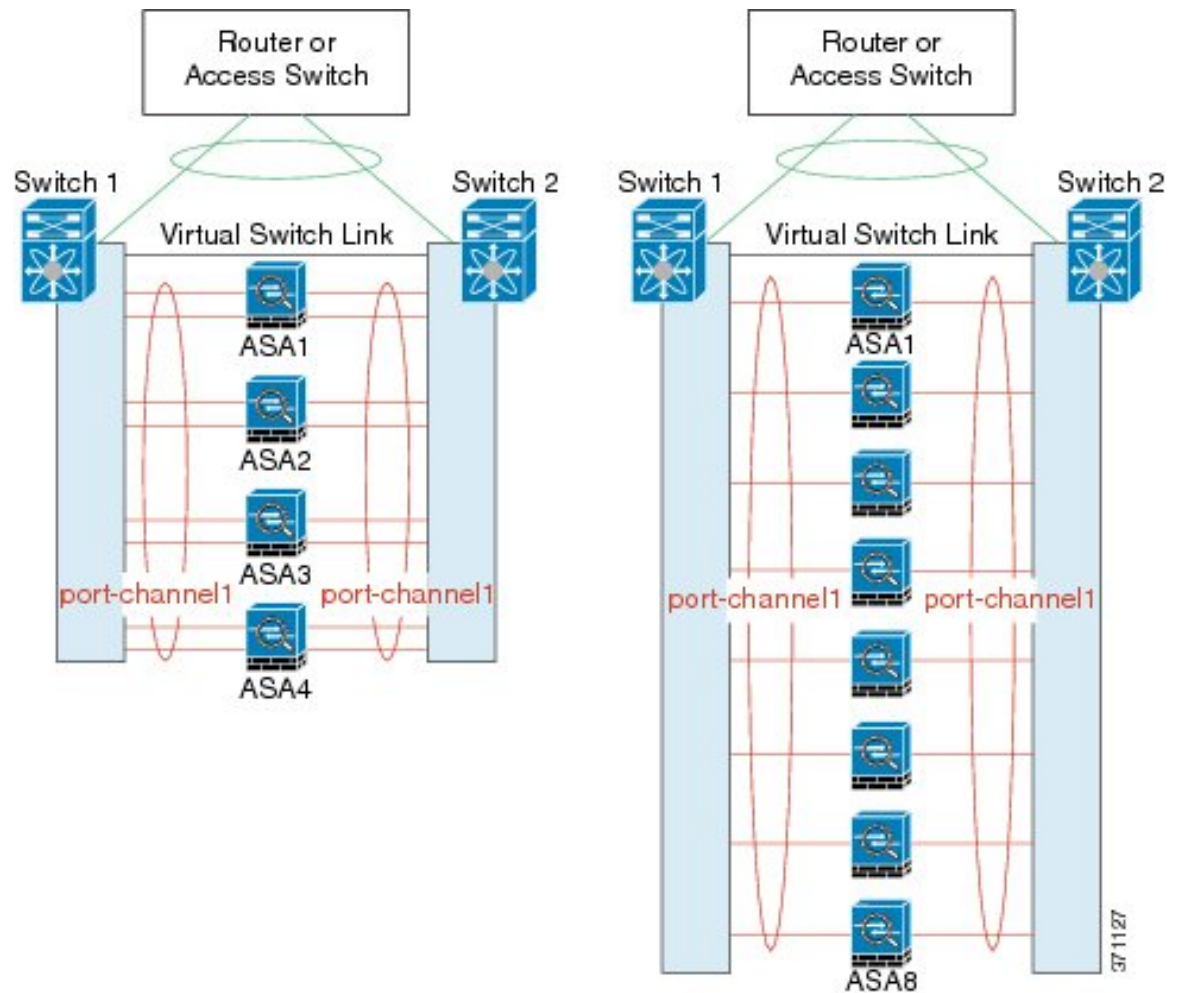 Router or
Access Switch
Switch 1
Switch 2
Virtual Switch Link
ASA1
ASA2
ASA3
port-channel1
port-channel1
ASA4
Router or
Access Switch
Switch 1
Switch 2
Virtual Switch Link
ASA1
port-channel1
port-channel1
ASA8
371127